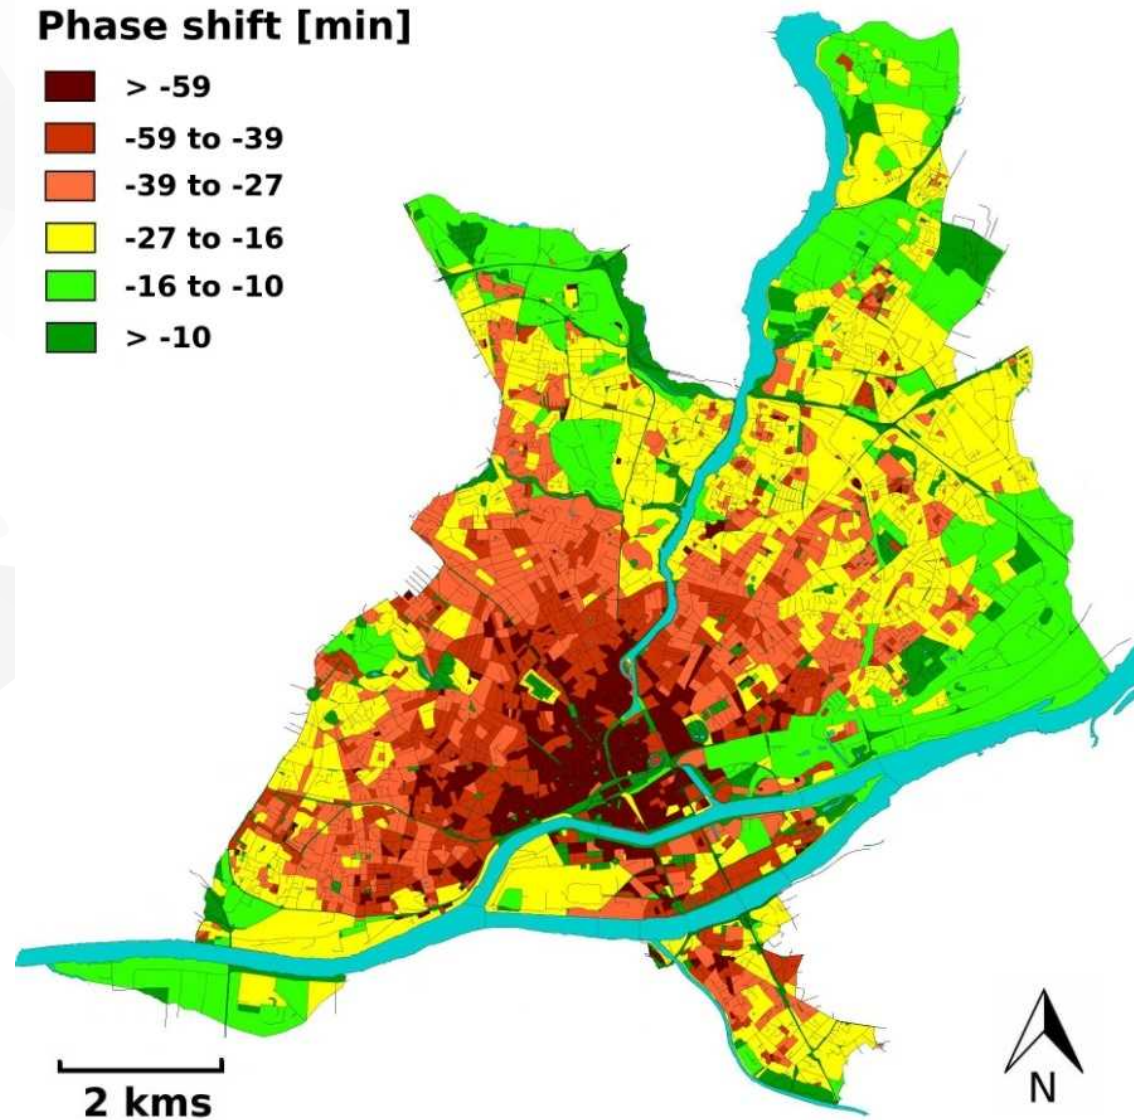 Phase shift [min]
> -59
-59 to -39
-39 to -27
-27 to -16
-16 to -10
> -10
2 kms
N